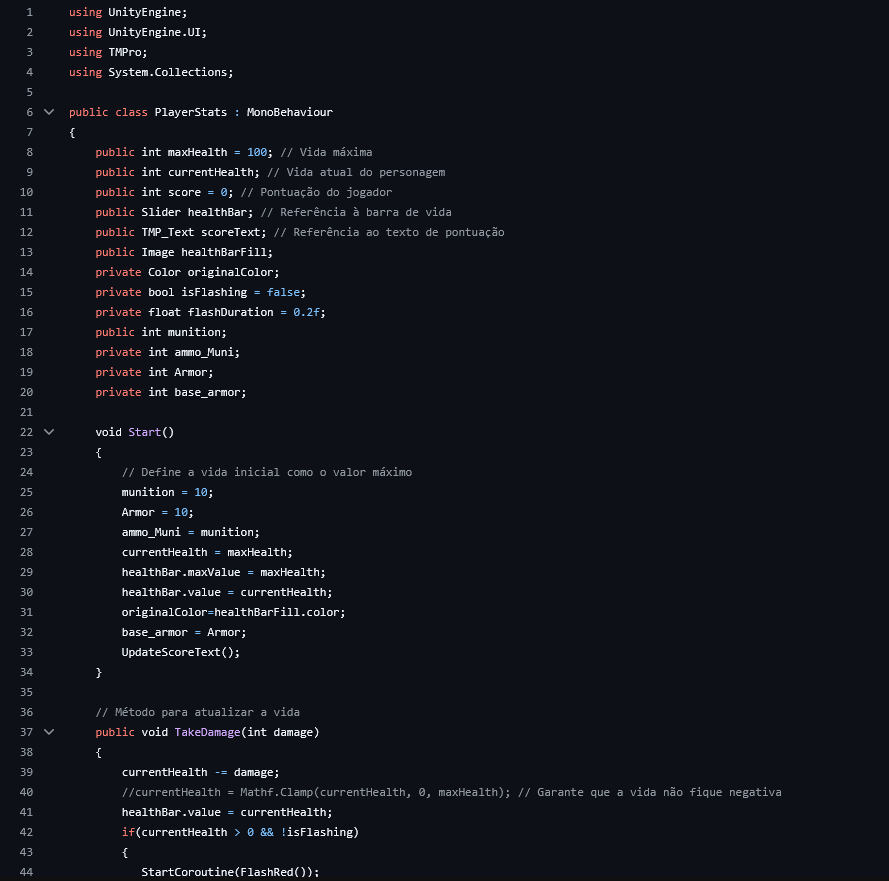 1 using UnityEngine;
2 using UnityEngine.UI;
3 using TMPro;
4 using System.Collections;
5
6 public class PlayerStats : MonoBehaviour
7 {
8 public int maxHealth = 100; // Vida máxima
9 public int currentHealth; // Vida atual do personagem
10 public int score = 0; // Pontuação do jogador
11 public Slider healthBar; // Referência à barra de vida
12 public TMP_Text scoreText; // Referência ao texto de pontuação
13 public Image healthBarFill;
14 private Color originalColor;
15 private bool isFlashing = false;
16 private float flashDuration = 0.2f;
17 public int munition;
18 private int ammo_Muni;
19 private int Armor;
20 private int base_armor;
21
22 void Start()
23 {
24 // Define a vida inicial como o valor máximo
25 munition = 10;
26 Armor = 10;
27 ammo_Muni = munition;
28 currentHealth = maxHealth;
29 healthBar.maxValue = maxHealth;
30 healthBar.value = currentHealth;
31 originalColor=healthBarFill.color;
32 base_armor = Armor;
33 UpdateScoreText();
34 }
35
36 // Método para atualizar a vida
37 public void TakeDamage(int damage)
38 {
39 currentHealth -= damage;
40 //currentHealth = Mathf.Clamp(currentHealth, 0, maxHealth); // Garante que a vida não fique negativa
41 healthBar.value = currentHealth;
42 if(currentHealth > 0 && !isFlashing)
43 {
44 StartCoroutine(FlashRed());